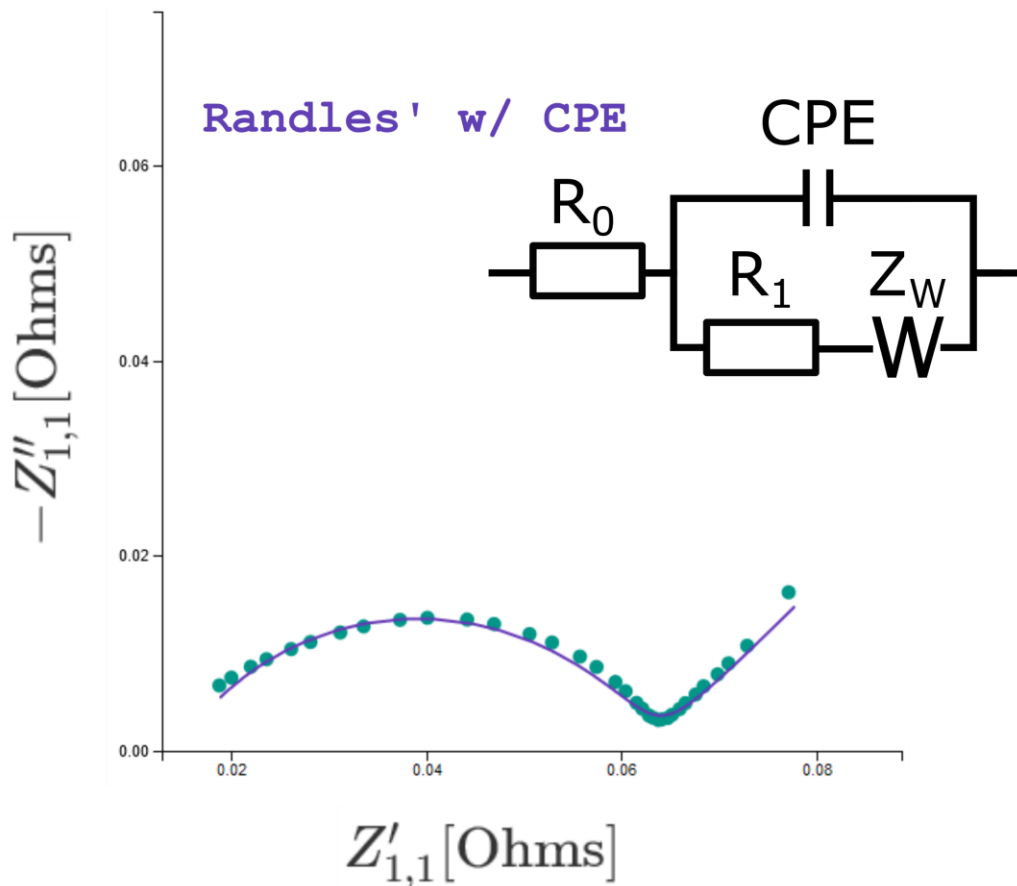 Randles' w/ CPE
CPE
R₀
R₁
Z_W
W
−Z″₁,₁[Ohms]
0.06
0.04
0.02
0.00
0.02
0.04
0.06
0.08
Z′₁,₁[Ohms]